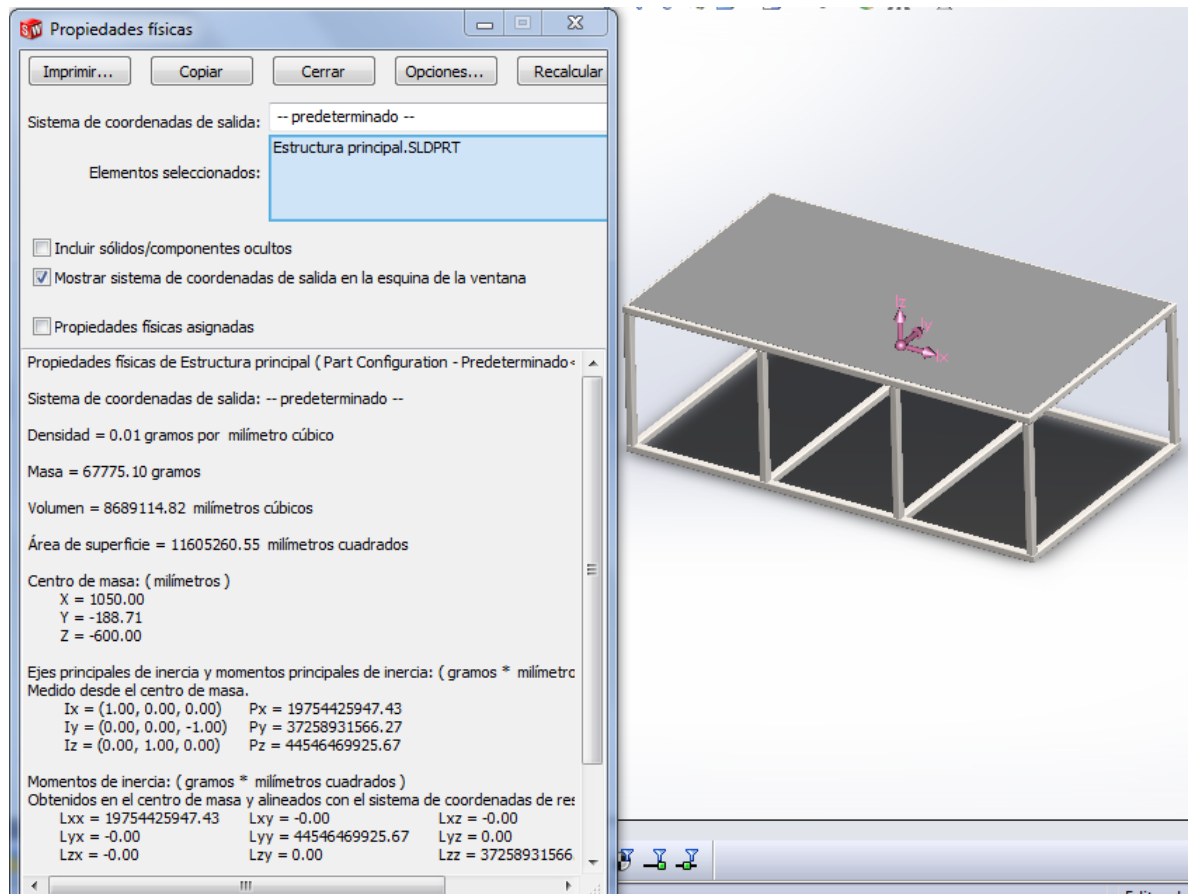 Propiedades físicas
Imprimir... Copiar Cerrar Opciones... Recalcular
Sistema de coordenadas de salida: -- predeterminado --
Estructura principal.SLDPRT
Elementos seleccionados:
Incluir sólidos/componentes ocultos
Mostrar sistema de coordenadas de salida en la esquina de la ventana
Propiedades físicas asignadas
Propiedades físicas de Estructura principal ( Part Configuration - Predeterminado<
Sistema de coordenadas de salida: -- predeterminado --
Densidad = 0.01 gramos por milímetro cúbico
Masa = 67775.10 gramos
Volumen = 8689114.82 milímetros cúbicos
Área de superficie = 11605260.55 milímetros cuadrados
Centro de masa: ( milímetros )
X = 1050.00
Y = -188.71
Z = -600.00
Ejes principales de inercia y momentos principales de inercia: ( gramos * milímetro
Medido desde el centro de masa.
Ix = (1.00, 0.00, 0.00) Px = 19754425947.43
Iy = (0.00, 0.00, -1.00) Py = 37258931566.27
Iz = (0.00, 1.00, 0.00) Pz = 44546469925.67
Momentos de inercia: ( gramos * milímetros cuadrados )
Obtenidos en el centro de masa y alineados con el sistema de coordenadas de res
Lxx = 19754425947.43 Lxy = -0.00 Lxz = -0.00
Lyx = -0.00 Lyy = 44546469925.67 Lyz = 0.00
Lzx = -0.00 Lzy = 0.00 Lzz = 37258931566.
Iz
Iy
Ix